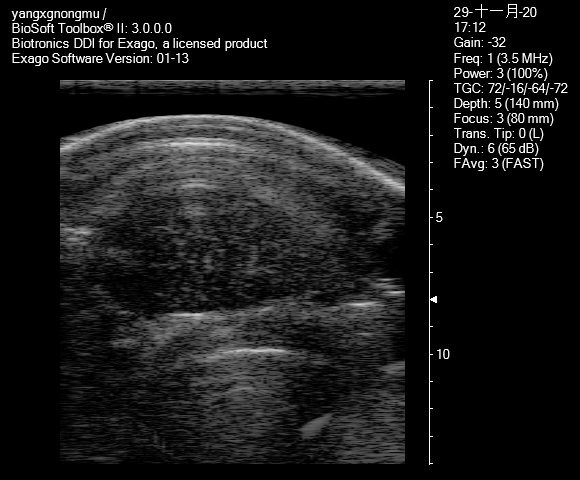 yangxgnongmu /
BioSoft Toolbox® II: 3.0.0.0
Biotronics DDI for Exago, a licensed product
Exago Software Version: 01-13
29-十一月-20
17:12
Gain: -32
Freq: 1 (3.5 MHz)
Power: 3 (100%)
TGC: 72/-16/-64/-72
Depth: 5 (140 mm)
Focus: 3 (80 mm)
Trans. Tip: 0 (L)
Dyn.: 6 (65 dB)
FAvg: 3 (FAST)
5
10